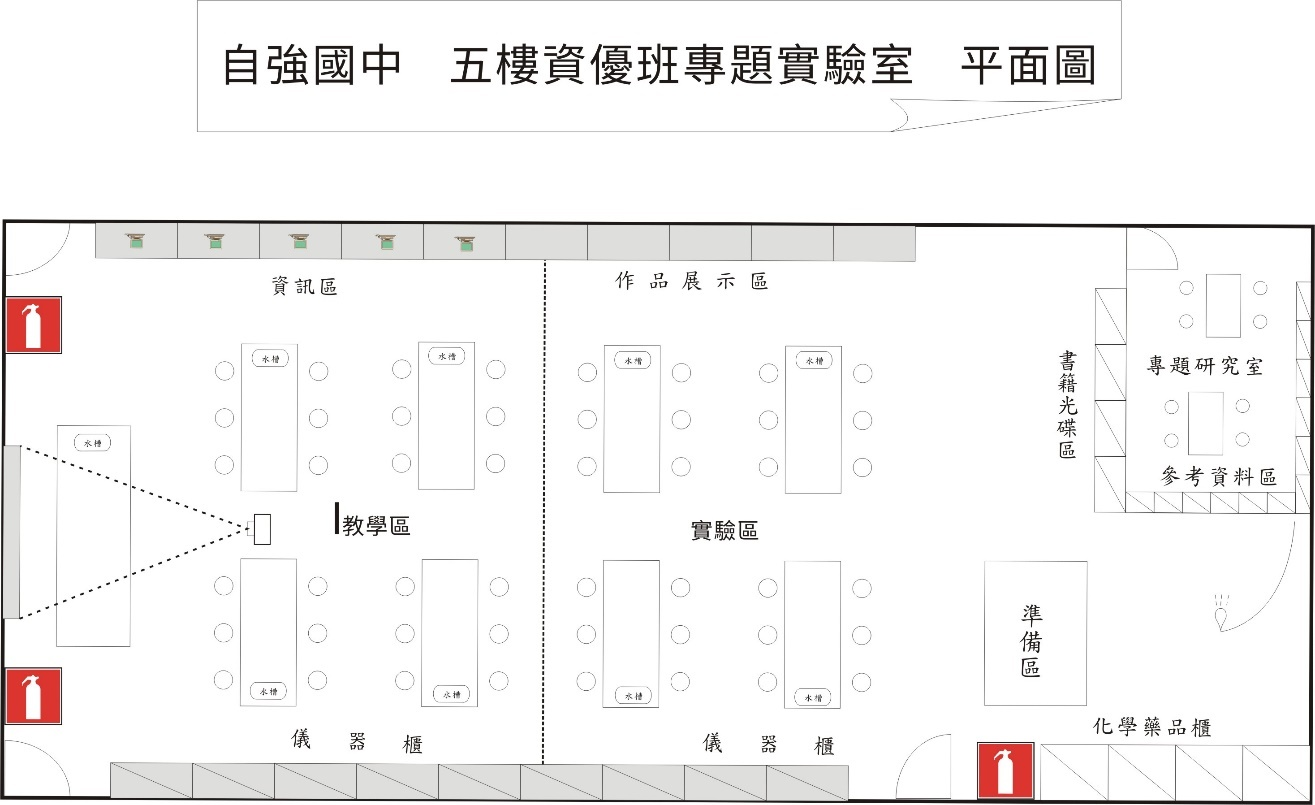 自強國中 五樓資優班專題實驗室 平面圖
資訊區
作品展示區
水槽
水槽
水槽
水槽
書籍光碟區
專題研究室
水槽
參考資料區
教學區
實驗區
準備區
水槽
水槽
水槽
水槽
化學藥品櫃
儀器櫃
儀器櫃